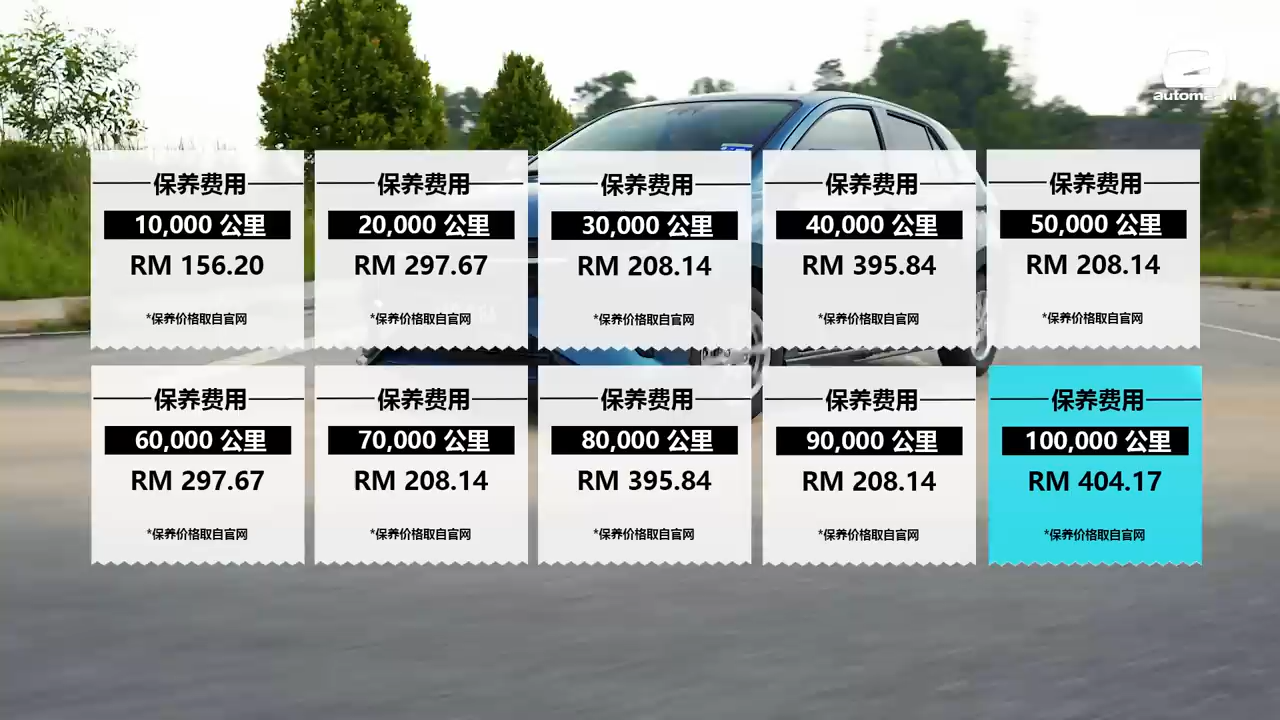 automachi
保养费用
10,000 公里
RM 156.20
*保养价格取自官网
保养费用
20,000 公里
RM 297.67
*保养价格取自官网
保养费用
30,000 公里
RM 208.14
*保养价格取自官网
保养费用
40,000 公里
RM 395.84
*保养价格取自官网
保养费用
50,000 公里
RM 208.14
*保养价格取自官网
保养费用
60,000 公里
RM 297.67
*保养价格取自官网
保养费用
70,000 公里
RM 208.14
*保养价格取自官网
保养费用
80,000 公里
RM 395.84
*保养价格取自官网
保养费用
90,000 公里
RM 208.14
*保养价格取自官网
保养费用
100,000 公里
RM 404.17
*保养价格取自官网